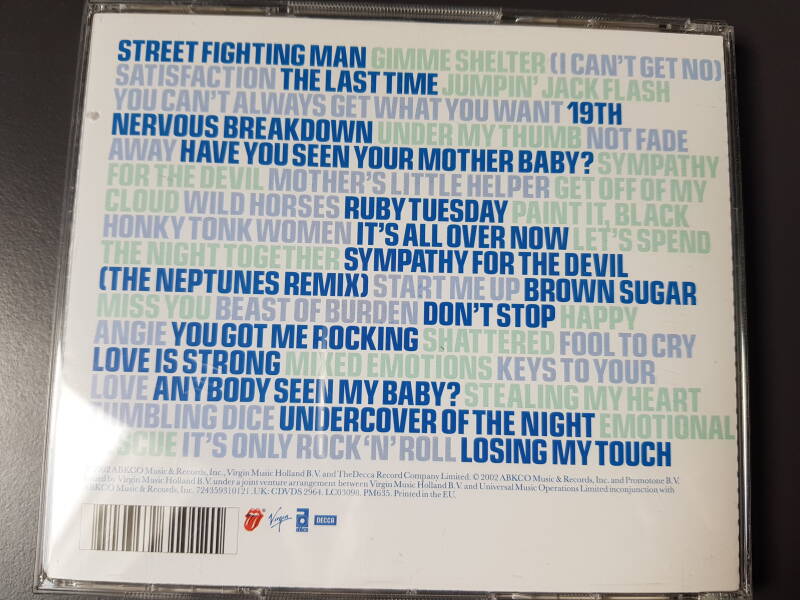 STREET FIGHTING MAN GIMME SHELTER (I CAN'T GET NO)
SATISFACTION THE LAST TIME JUMPIN' JACK FLASH
YOU CAN'T ALWAYS GET WHAT YOU WANT 19TH
NERVOUS BREAKDOWN UNDER MY THUMB NOT FADE
AWAY HAVE YOU SEEN YOUR MOTHER BABY? SYMPATHY
FOR THE DEVIL MOTHER'S LITTLE HELPER GET OFF OF MY
CLOUD WILD HORSES RUBY TUESDAY PAINT IT, BLACK
HONKY TONK WOMEN IT'S ALL OVER NOW LET'S SPEND
THE NIGHT TOGETHER SYMPATHY FOR THE DEVIL
(THE NEPTUNES REMIX) START ME UP BROWN SUGAR
MISS YOU BEAST OF BURDEN DON'T STOP HAPPY
ANGIE YOU GOT ME ROCKING SHATTERED FOOL TO CRY
LOVE IS STRONG MIXED EMOTIONS KEYS TO YOUR
LOVE ANYBODY SEEN MY BABY? STEALING MY HEART
TUMBLING DICE UNDERCOVER OF THE NIGHT EMOTIONAL
RESCUE IT'S ONLY ROCK 'N' ROLL LOSING MY TOUCH
2002 ABKCO Music & Records, Inc., Virgin Music Holland B.V. and The Decca Record Company Limited. © 2002 ABKCO Music & Records, Inc. and Promotone B.V.
by Virgin Music Holland B.V. under a joint venture arrangement between Virgin Music Holland B.V. and Universal Music Operations Limited in conjunction with
ABKCO Music & Records, Inc. 724359310121. UK: CDVDS 2964. LC03098. PM635. Printed in the EU.
Virgin abkco DECCA